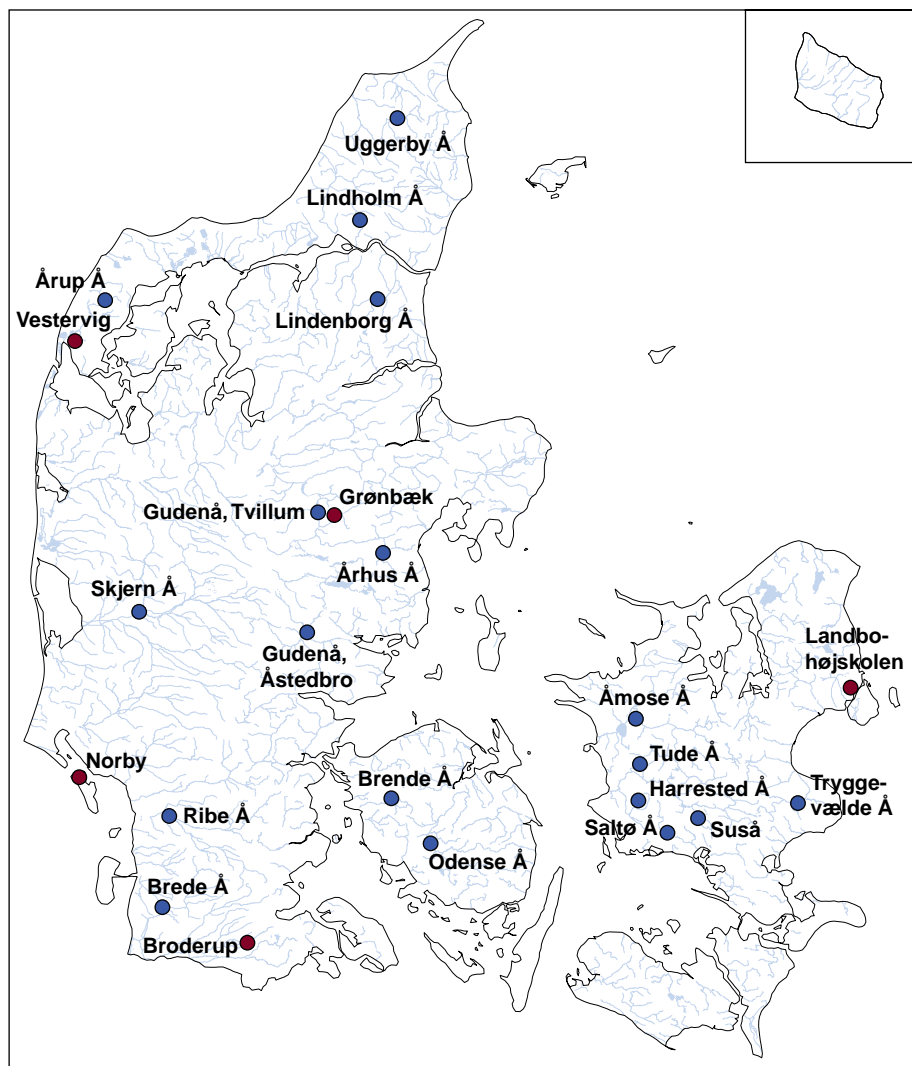 Uggerby Å
Lindholm Å
Årup Å
Vestervig
Lindenborg Å
Gudenå, Tvillum
Grønbæk
Århus Å
Skjern Å
Gudenå,
Åstedbro
Landbo-
højskolen
Åmose Å
Norby
Brende Å
Tude Å
Harrested Å
Trygge-
vælde Å
Ribe Å
Saltø Å
Suså
Odense Å
Brede Å
Broderup